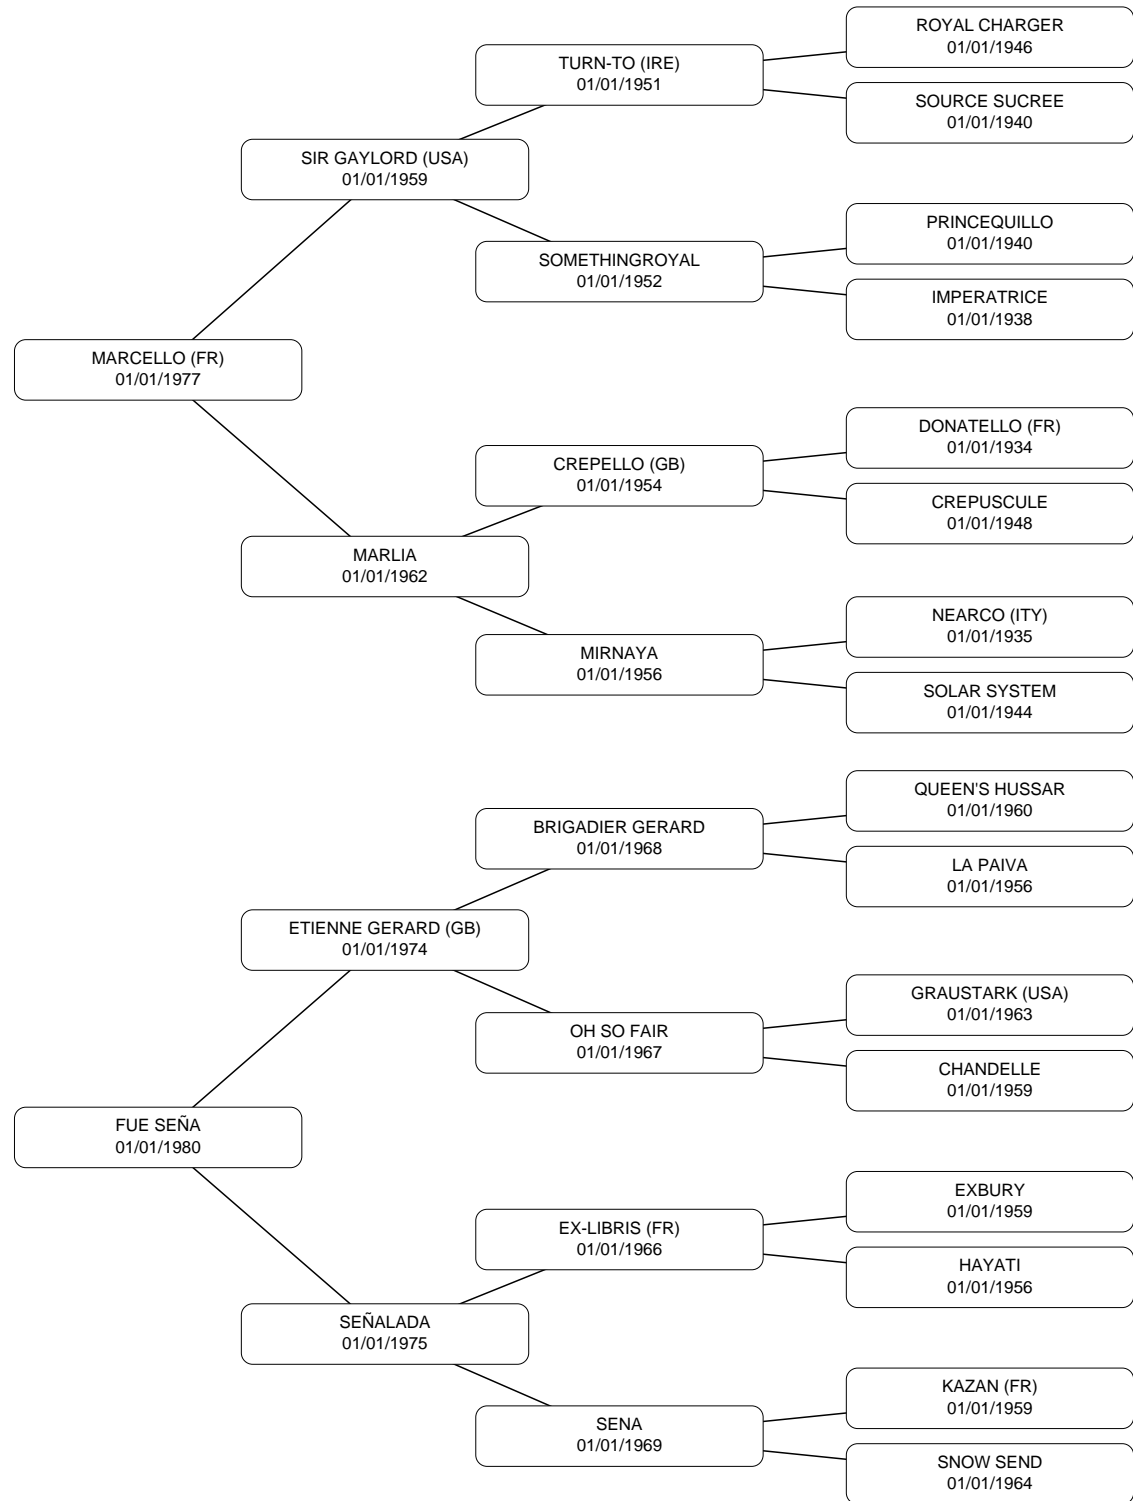 ROYAL CHARGER
01/01/1946
TURN-TO (IRE)
01/01/1951
SOURCE SUCREE
01/01/1940
SIR GAYLORD (USA)
01/01/1959
PRINCEQUILLO
01/01/1940
SOMETHINGROYAL
01/01/1952
IMPERATRICE
01/01/1938
MARCELLO (FR)
01/01/1977
DONATELLO (FR)
01/01/1934
CREPELLO (GB)
01/01/1954
CREPUSCULE
01/01/1948
MARLIA
01/01/1962
NEARCO (ITY)
01/01/1935
MIRNAYA
01/01/1956
SOLAR SYSTEM
01/01/1944
QUEEN'S HUSSAR
01/01/1960
BRIGADIER GERARD
01/01/1968
LA PAIVA
01/01/1956
ETIENNE GERARD (GB)
01/01/1974
GRAUSTARK (USA)
01/01/1963
OH SO FAIR
01/01/1967
CHANDELLE
01/01/1959
FUE SEÑA
01/01/1980
EXBURY
01/01/1959
EX-LIBRIS (FR)
01/01/1966
HAYATI
01/01/1956
SEÑALADA
01/01/1975
KAZAN (FR)
01/01/1959
SENA
01/01/1969
SNOW SEND
01/01/1964